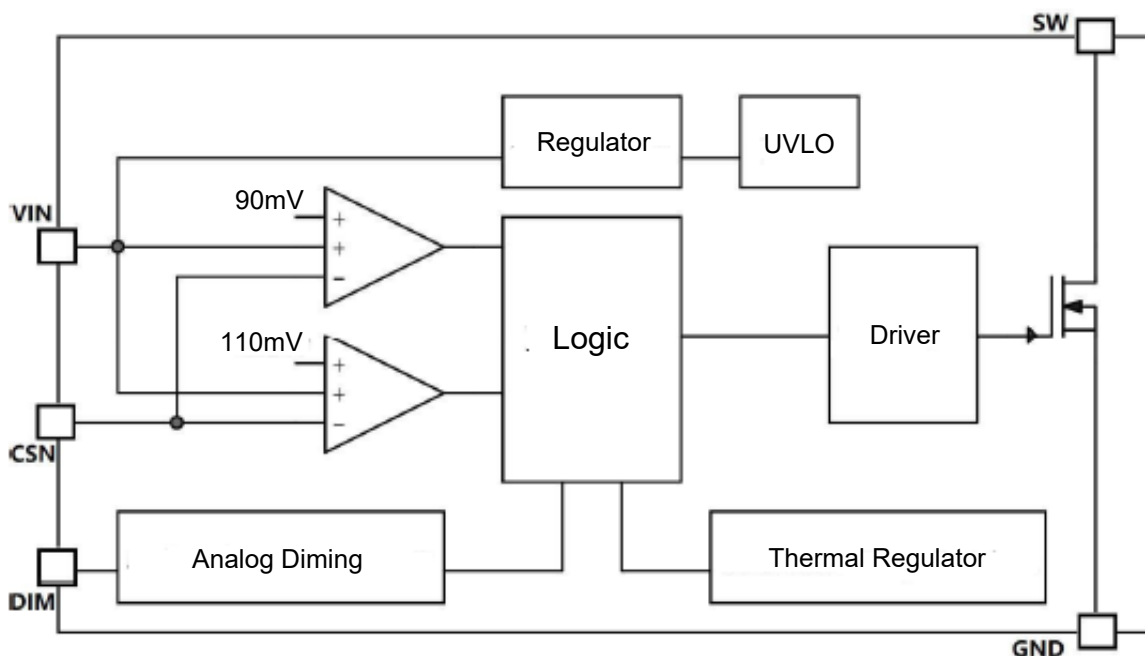 SW
Regulator
UVLO
90mV
VIN
+
+
−
110mV
Logic
Driver
+
+
−
CSN
Analog Diming
Thermal Regulator
DIM
GND